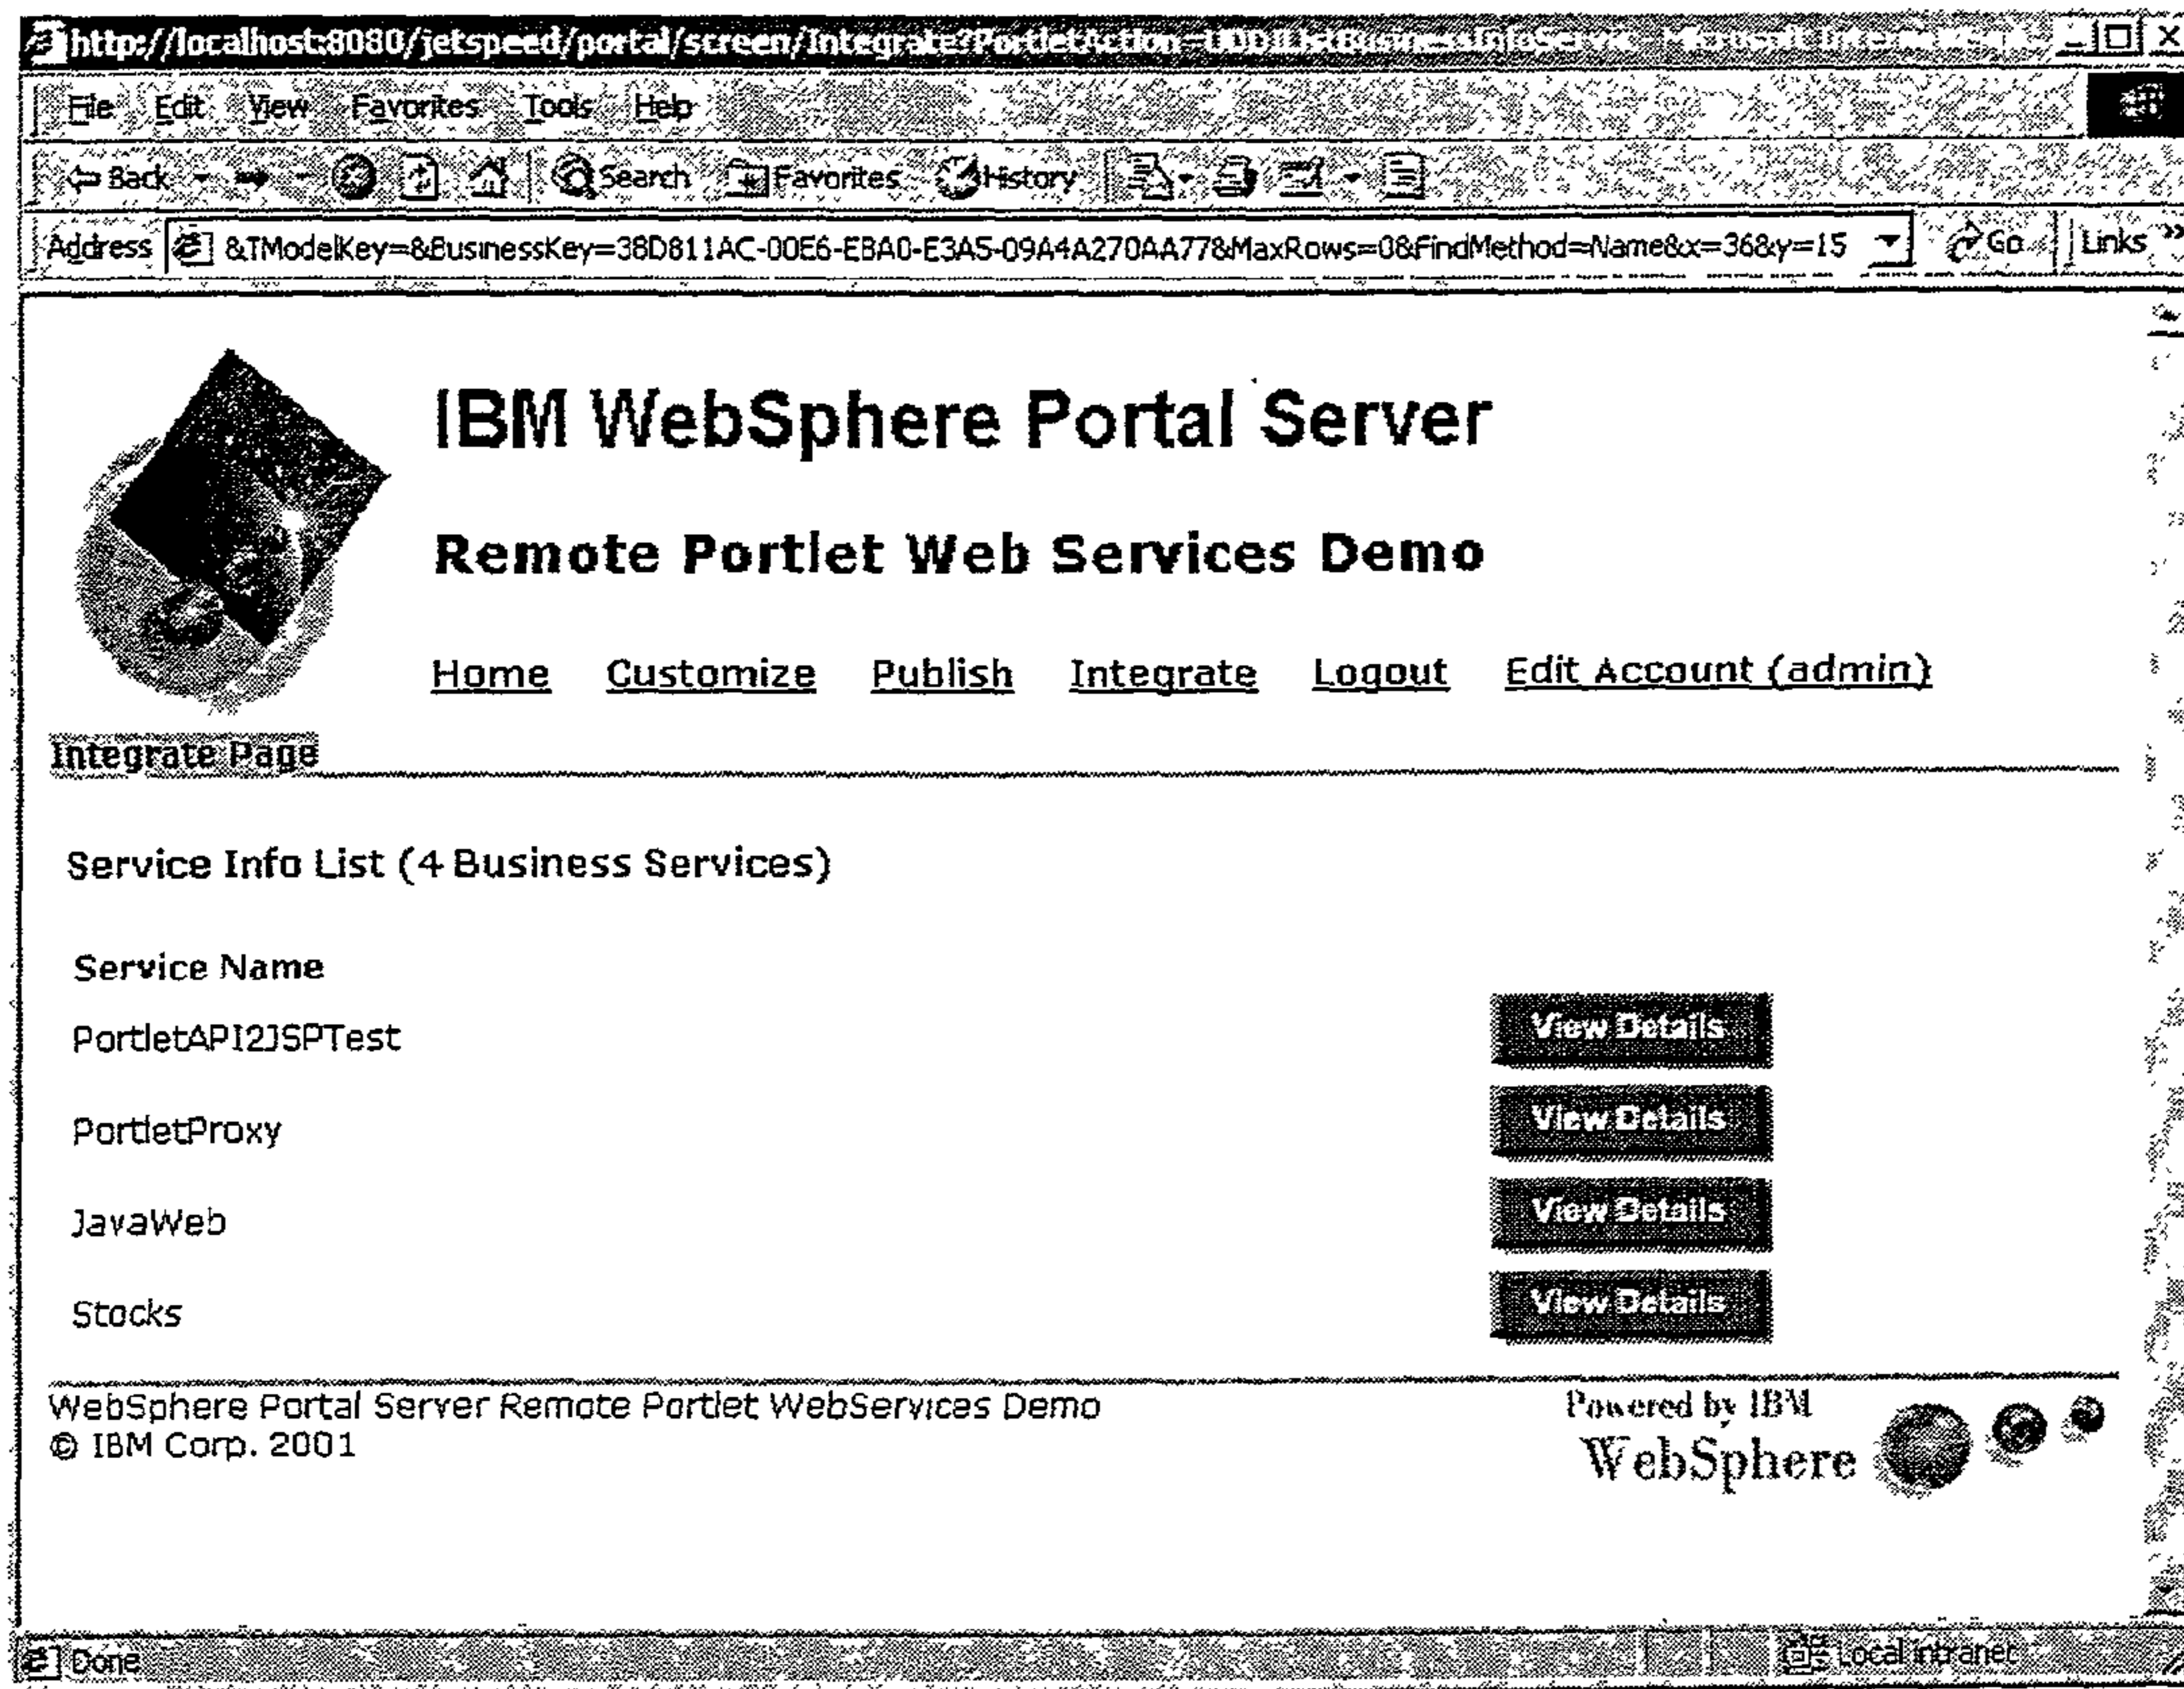 http://localhost:8080/jetspeed/portal/screen/Integrate?PortletAction=UDDIListBusinessInfoServic - Microsoft Internet
File Edit View Favorites Tools Help
Back Search Favorites History
Address &TModelKey=&BusinessKey=38D811AC-00E6-EBA0-E3A5-09A4A270AA77&MaxRows=0&FindMethod=Name&x=36&y=15 Go Links »
IBM WebSphere Portal Server
Remote Portlet Web Services Demo
Home Customize Publish Integrate Logout Edit Account (admin)
Integrate Page
Service Info List (4 Business Services)
Service Name
PortletAPI2JSPTest View Details
PortletProxy View Details
JavaWeb View Details
Stocks View Details
WebSphere Portal Server Remote Portlet WebServices Demo
© IBM Corp. 2001
Powered by IBM
WebSphere
Done Local intranet